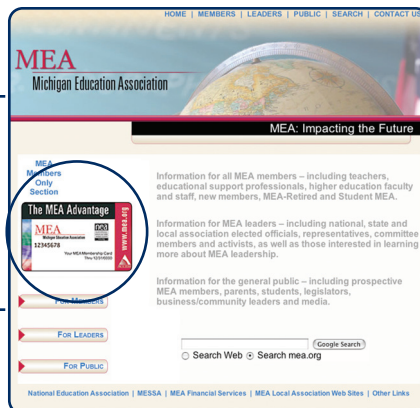 HOME | MEMBERS | LEADERS | PUBLIC | SEARCH | CONTACT US
MEA
Michigan Education Association
MEA: Impacting the Future
MEA
Members
Only
Section
The MEA Advantage
MEA
Michigan Education Association
12345678
Your MEA Membership Card
www.mea.org
Information for all MEA members – including teachers,
educational support professionals, higher education faculty
and staff, new members, MEA-Retired and Student MEA.
Information for MEA leaders – including national, state and
local association elected officials, representatives, committee
members and activists, as well as those interested in learning
more about MEA leadership.
Information for the general public – including prospective
MEA members, parents, students, legislators,
business/community leaders and media.
FOR MEMBERS
FOR LEADERS
FOR PUBLIC
Google Search
Search Web Search mea.org
National Education Association | MESSA | MEA Financial Services | MEA Local Association Web Sites | Other Links